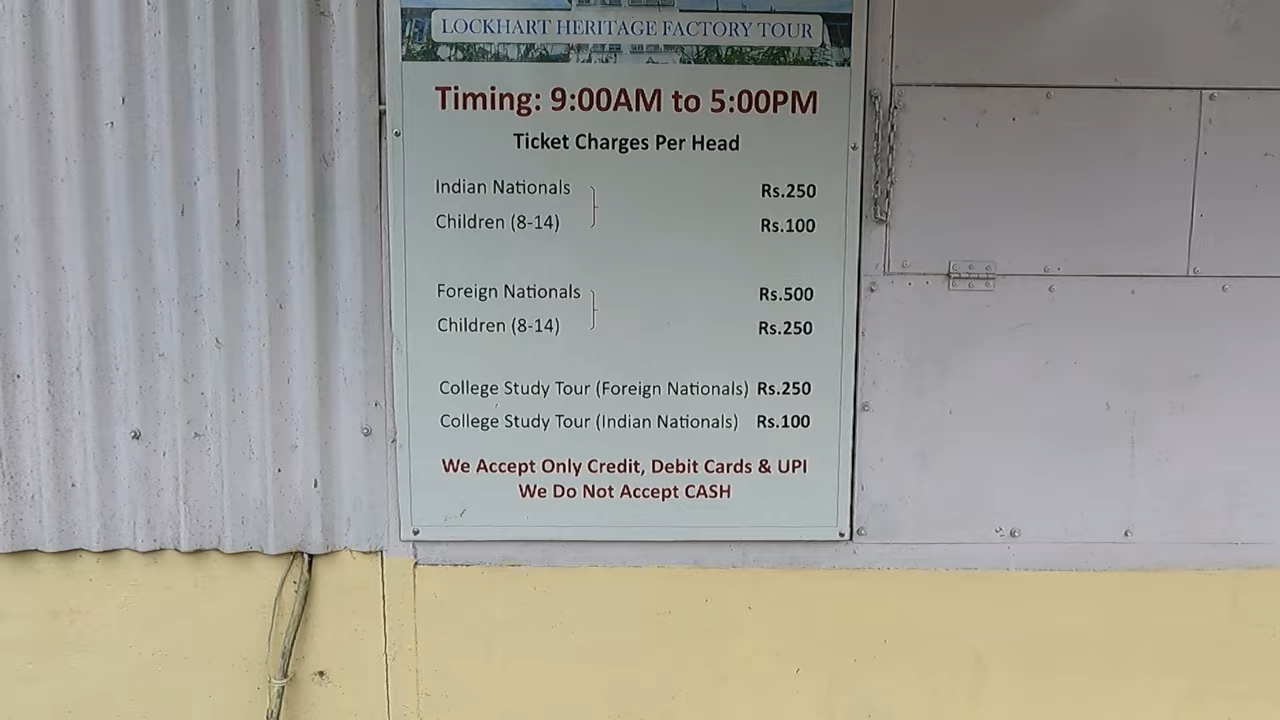 LOCKHART HERITAGE FACTORY TOUR
Timing: 9:00AM to 5:00PM
Ticket Charges Per Head
Indian Nationals Rs.250
Children (8-14) Rs.100
Foreign Nationals Rs.500
Children (8-14) Rs.250
College Study Tour (Foreign Nationals) Rs.250
College Study Tour (Indian Nationals) Rs.100
We Accept Only Credit, Debit Cards & UPI
We Do Not Accept CASH